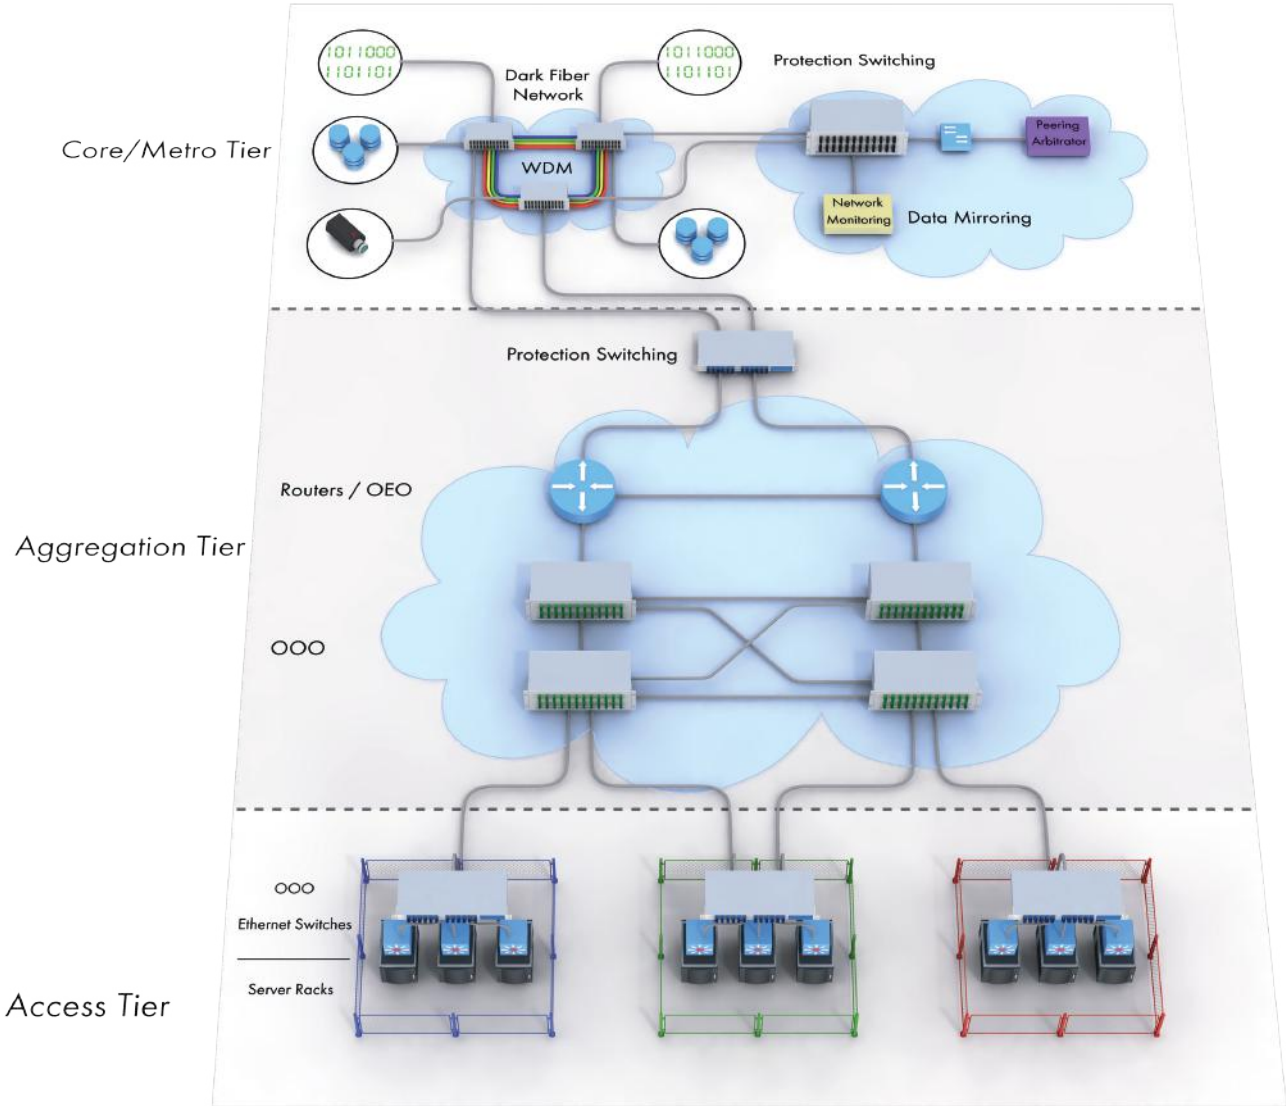 1011000
1101101
1011000
1101101
Protection Switching
Dark Fiber
Network
Core/Metro Tier
WDM
Peering
Arbitrator
Network
Monitoring
Data Mirroring
Protection Switching
Routers / OEO
Aggregation Tier
OOO
OOO
Ethernet Switches
Server Racks
Access Tier